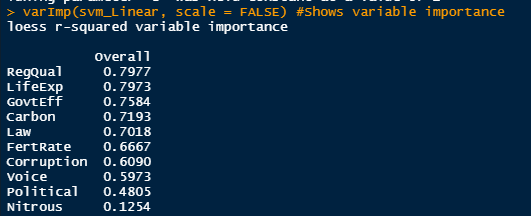 > varImp(svm_Linear, scale = FALSE) #Shows variable importance
loess r-squared variable importance
Overall
RegQual 0.7977
LifeExp 0.7973
GovtEff 0.7584
Carbon 0.7193
Law 0.7018
FertRate 0.6667
Corruption 0.6090
Voice 0.5973
Political 0.4805
Nitrous 0.1254